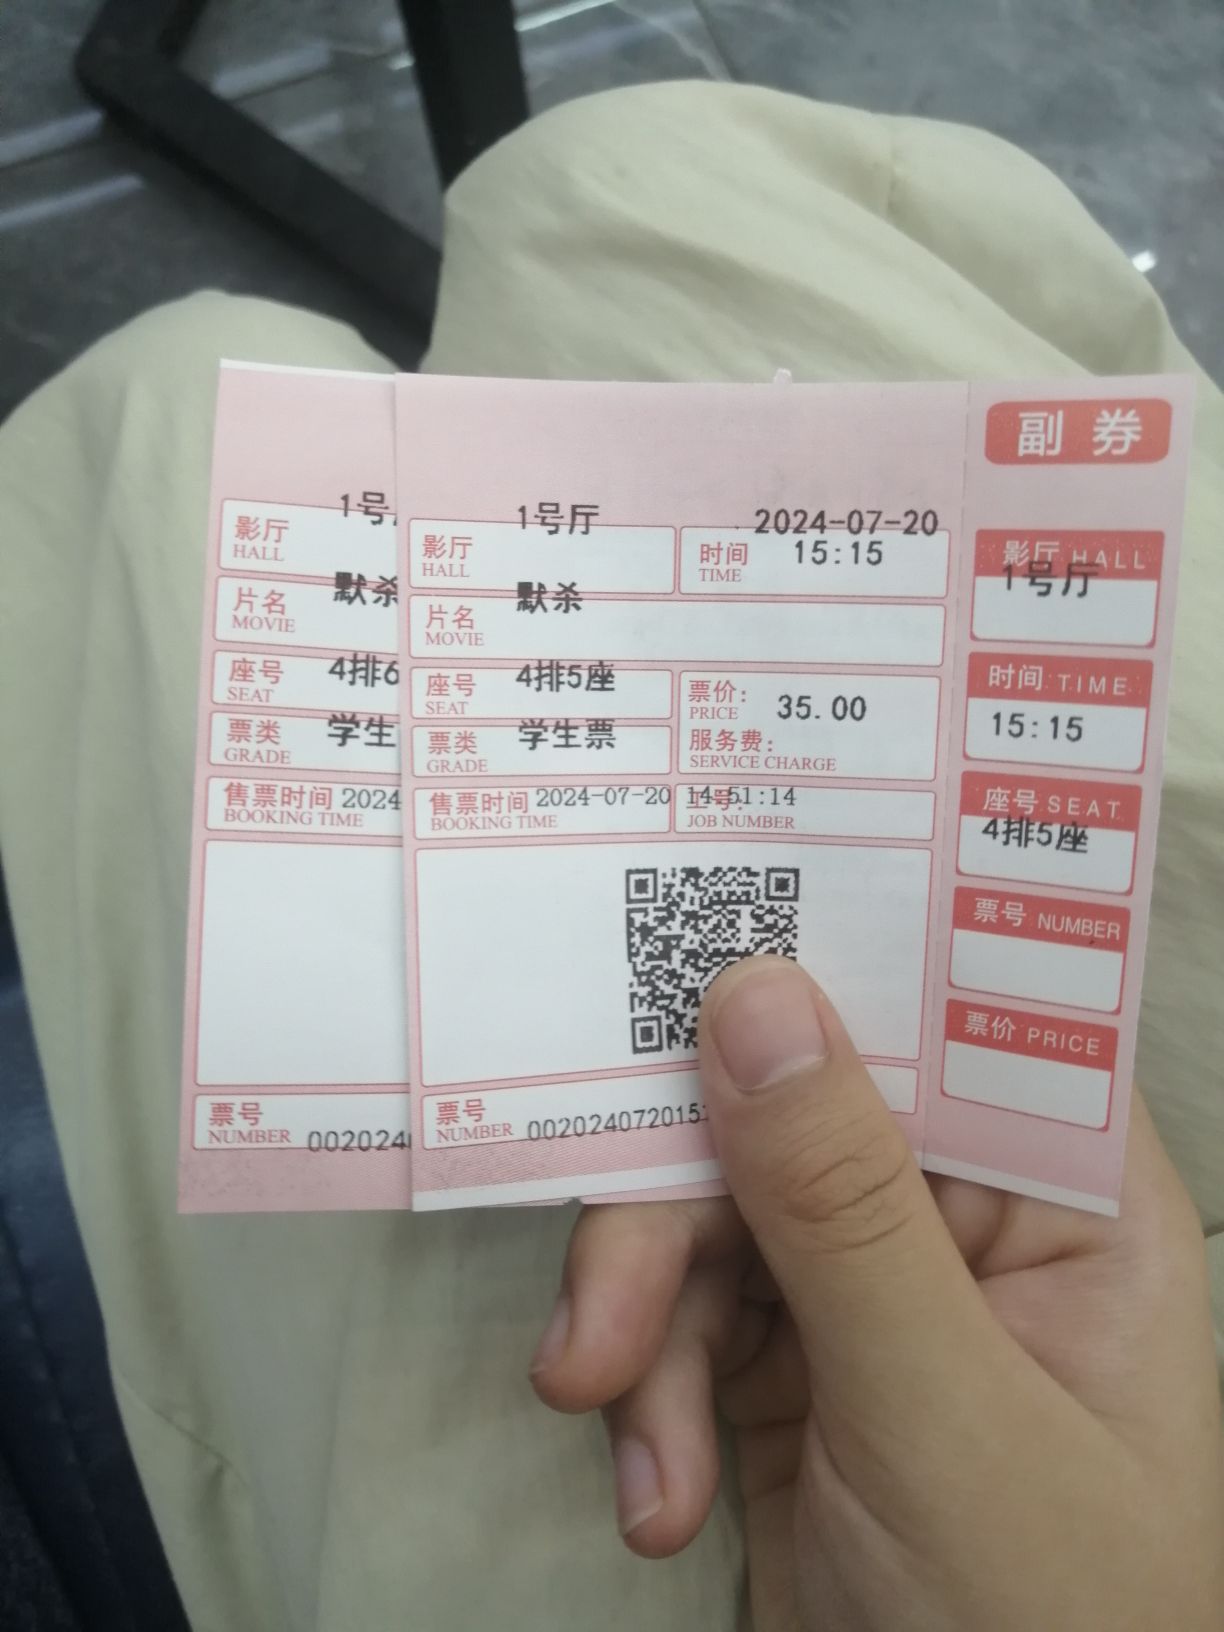 1号
影厅
HALL
片名
MOVIE
默杀
座号
SEAT
4排6
票类
GRADE
学生
售票时间 2024
BOOKING TIME
票号
NUMBER 002024
1号厅
影厅
HALL
2024-07-20
时间 15:15
TIME
默杀
片名
MOVIE
4排5座
座号
SEAT
票价: 35.00
PRICE
服务费:
SERVICE CHARGE
学生票
票类
GRADE
售票时间 2024-07-20 14:51:14
BOOKING TIME
工号:
JOB NUMBER
票号
NUMBER 002024072015
副券
影厅 HALL
1号厅
时间 TIME
15:15
座号 SEAT
4排5座
票号 NUMBER
票价 PRICE